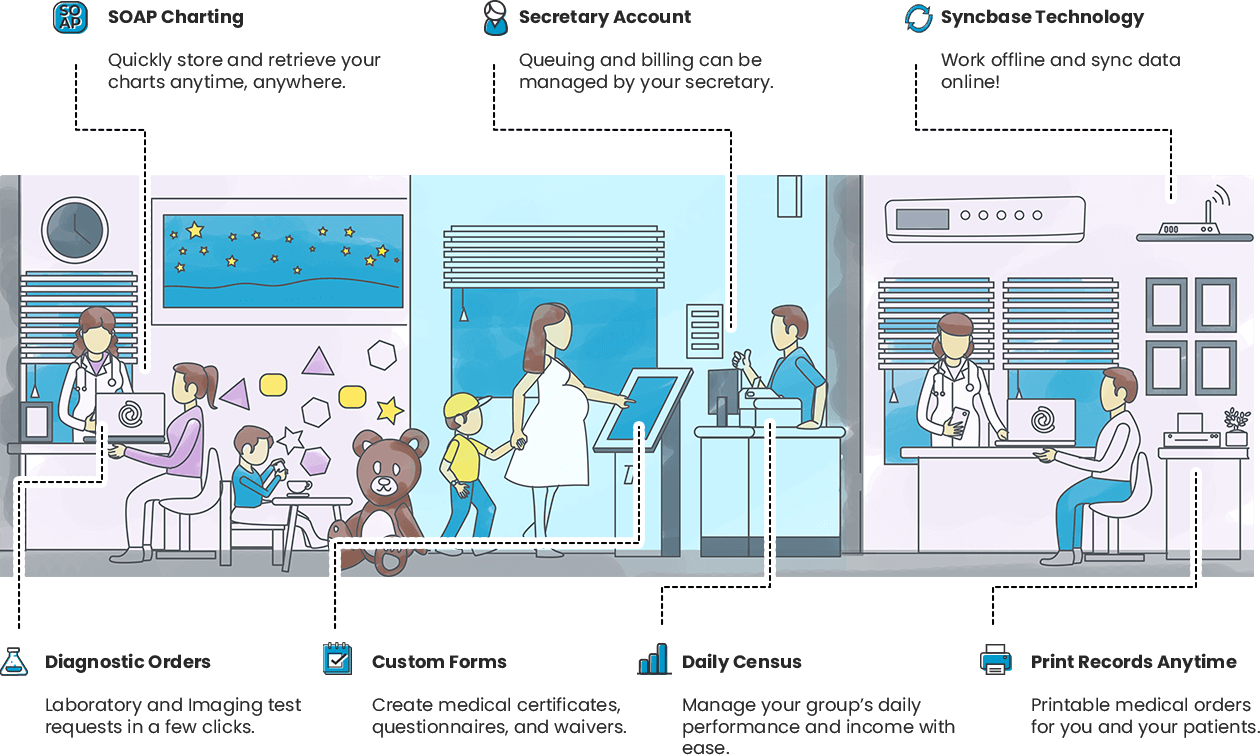 SO
AP
SOAP Charting
Quickly store and retrieve your
charts anytime, anywhere.
Secretary Account
Queuing and billing can be
managed by your secretary.
Syncbase Technology
Work offline and sync data
online!
Diagnostic Orders
Laboratory and Imaging test
requests in a few clicks.
Custom Forms
Create medical certificates,
questionnaires, and waivers.
Daily Census
Manage your group’s daily
performance and income with
ease.
Print Records Anytime
Printable medical orders
for you and your patients